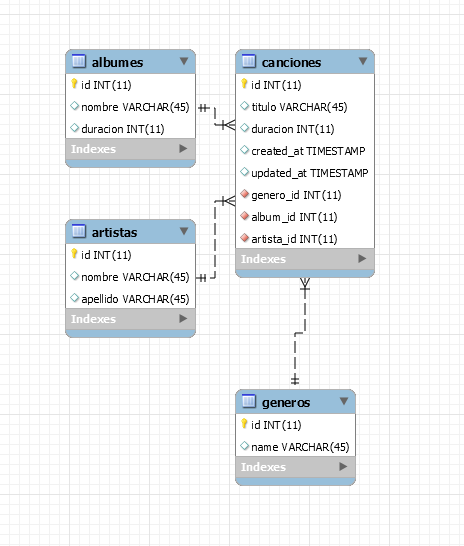 albumes
id INT(11)
nombre VARCHAR(45)
duracion INT(11)
Indexes
canciones
id INT(11)
titulo VARCHAR(45)
duracion INT(11)
created_at TIMESTAMP
updated_at TIMESTAMP
genero_id INT(11)
album_id INT(11)
artista_id INT(11)
Indexes
artistas
id INT(11)
nombre VARCHAR(45)
apellido VARCHAR(45)
Indexes
generos
id INT(11)
name VARCHAR(45)
Indexes